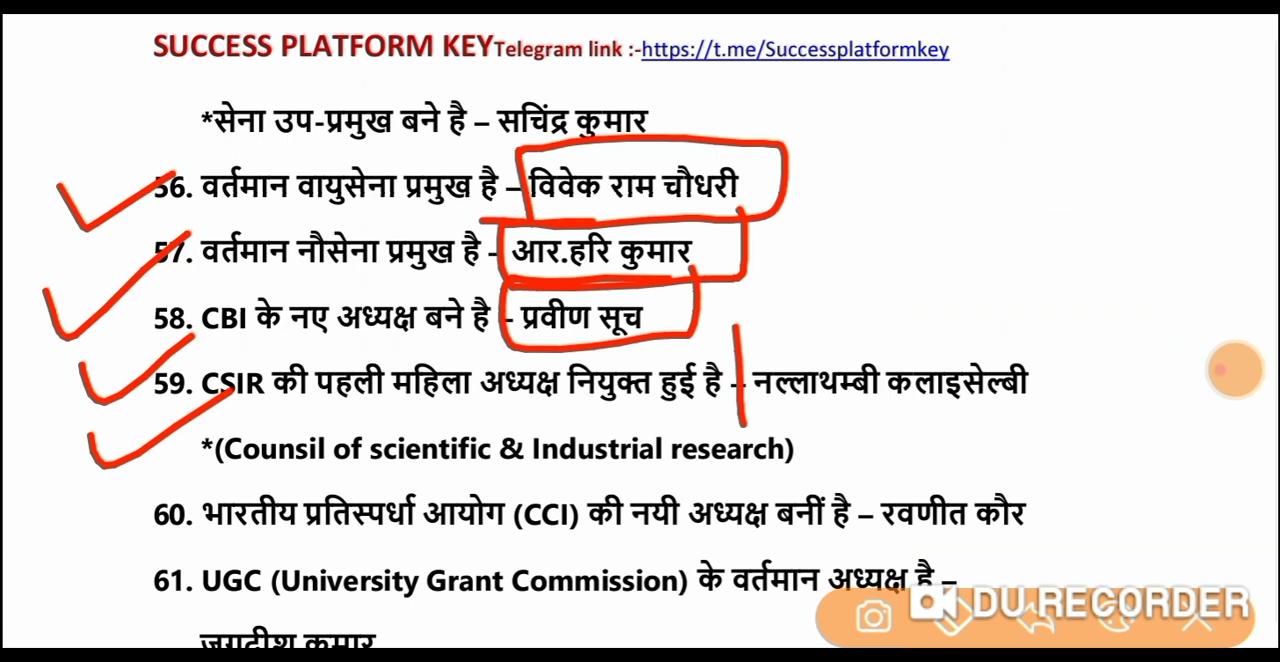 SUCCESS PLATFORM KEYTelegram link :-https://t.me/Successplatformkey
*सेना उप-प्रमुख बने है – सचिंद्र कुमार
56. वर्तमान वायुसेना प्रमुख है – विवेक राम चौधरी
57. वर्तमान नौसेना प्रमुख है - आर.हरि कुमार
58. CBI के नए अध्यक्ष बने है - प्रवीण सूच
59. CSIR की पहली महिला अध्यक्ष नियुक्त हुई है – नल्लाथम्बी कलाइसेल्बी
*(Counsil of scientific & Industrial research)
60. भारतीय प्रतिस्पर्धा आयोग (CCI) की नयी अध्यक्ष बनीं है – रवणीत कौर
61. UGC (University Grant Commission) के वर्तमान अध्यक्ष है –
जगदीश कुमार
DU RECORDER